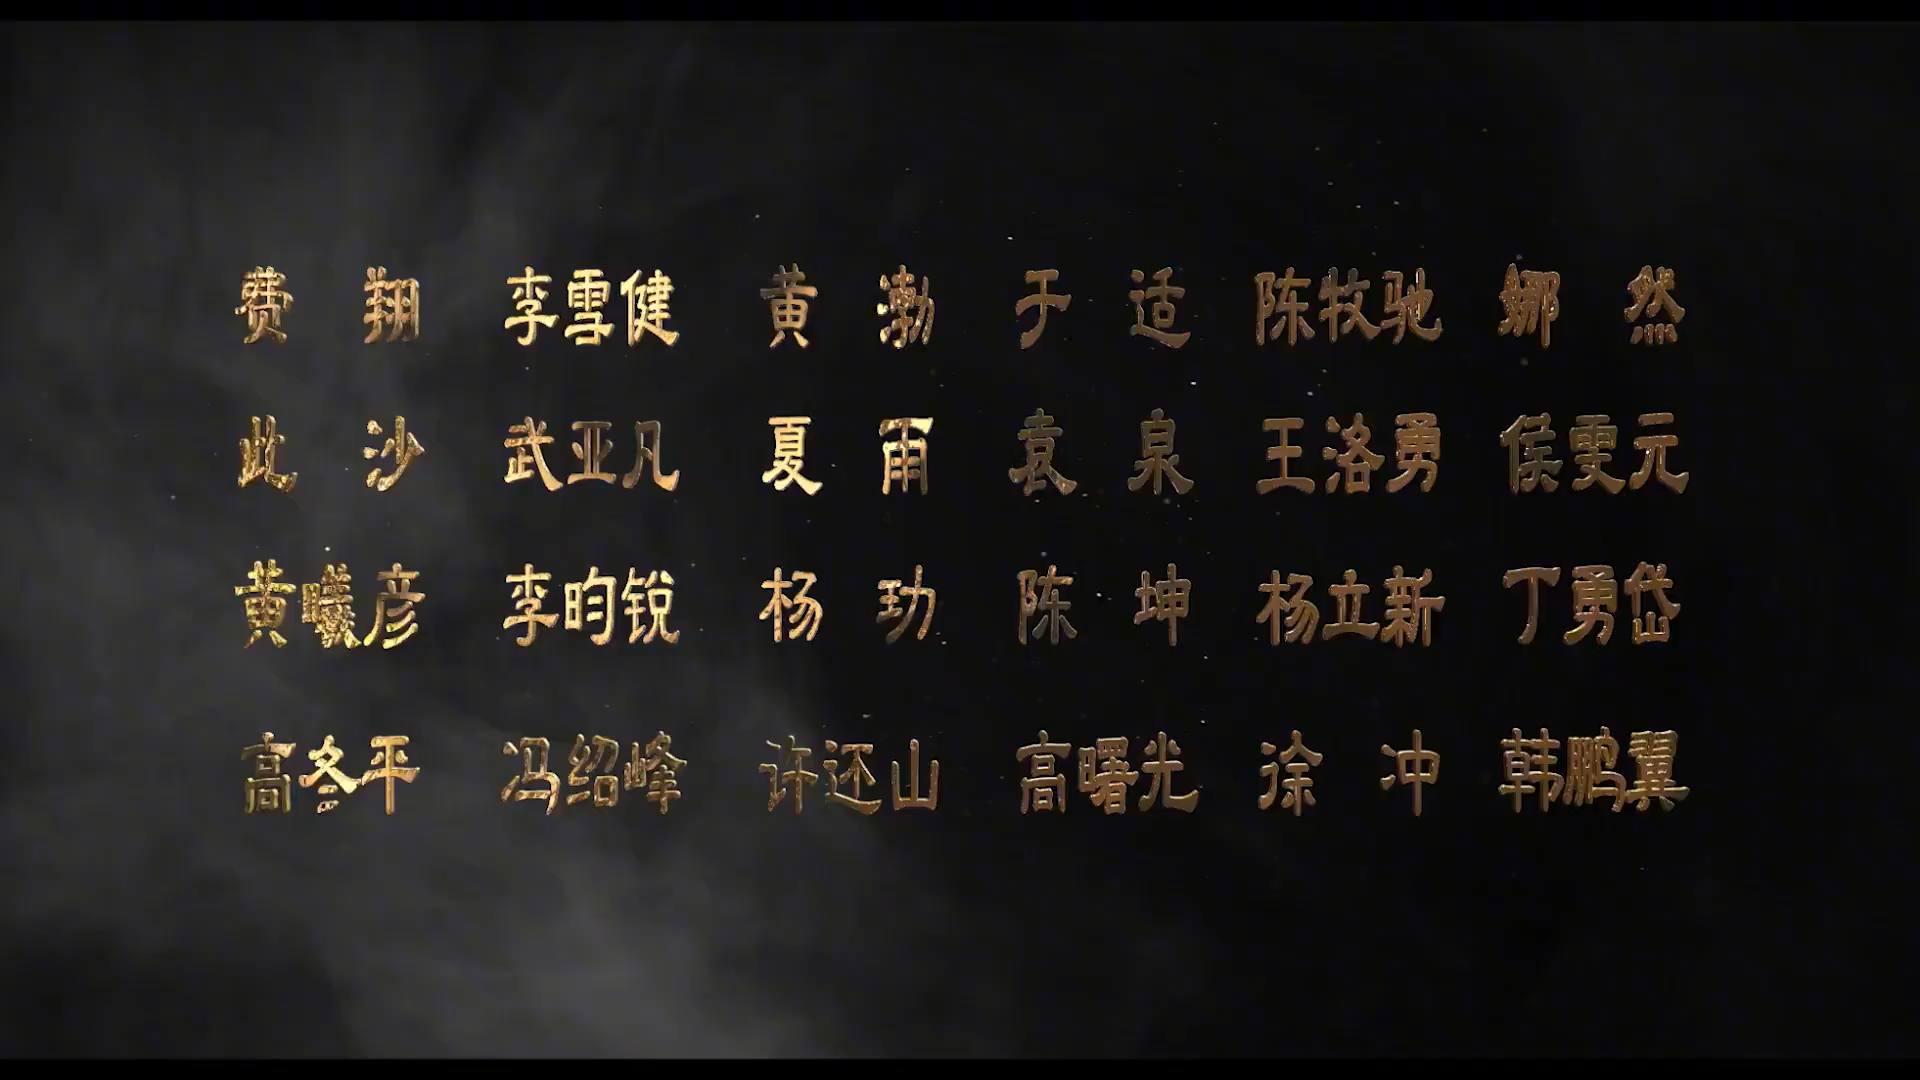 费翔 李雪健 黄渤 于适 陈牧驰 娜然
此沙 武亚凡 夏雨 袁泉 王洛勇 侯雯元
黄曦彦 李昀锐 杨玏 陈坤 杨立新 丁勇岱
高冬平 冯绍峰 许还山 高曙光 徐冲 韩鹏翼